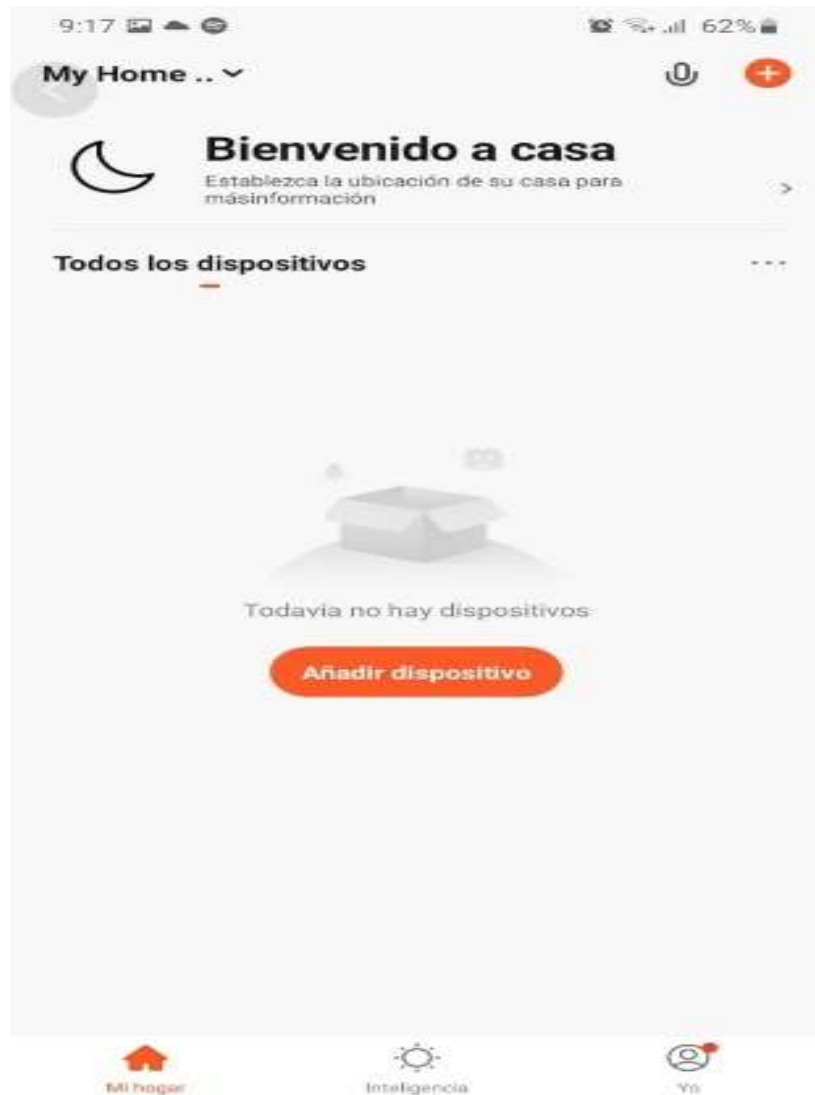 9:17 62%
My Home ..
Bienvenido a casa
Establezca la ubicación de su casa para
másinformación
Todos los dispositivos
Todavía no hay dispositivos
Añadir dispositivo
Mi hogar Inteligencia Yo